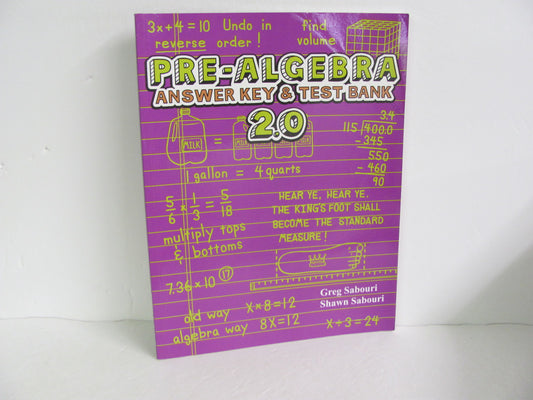 3x+4=10 Undo in find
reverse order! volume
PRE-ALGEBRA
ANSWER KEY & TEST BANK
2.0
MILK = MILK
1 gallon = 4 quarts
3.4
115 400.0
-345
550
-460
90
5/6 x 1/3 = 5/18
multiply tops
& bottoms
HEAR YE, HEAR YE.
THE KING'S FOOT SHALL
BECOME THE STANDARD
MEASURE!
7.36 x 10 17
old way X x 8 = 12
algebra way 8X = 12
X + 3 = 24
Greg Sabouri
Shawn Sabouri